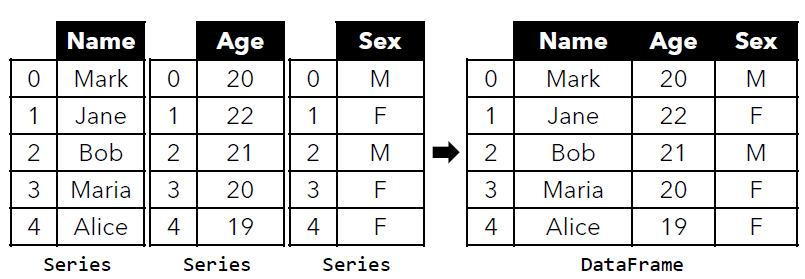 Name Age Sex Name Age Sex
0 Mark 0 20 0 M 0 Mark 20 M
1 Jane 1 22 1 F 1 Jane 22 F
2 Bob 2 21 2 M 2 Bob 21 M
3 Maria 3 20 3 F 3 Maria 20 F
4 Alice 4 19 4 F 4 Alice 19 F
Series Series Series DataFrame